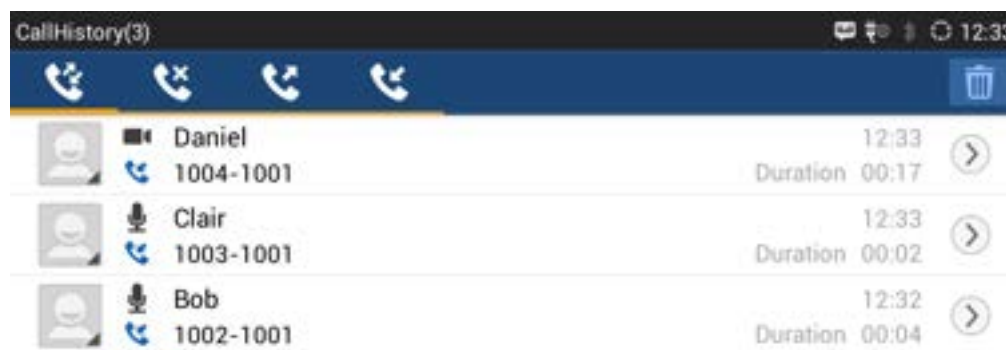 CallHistory(3) 12:33
Daniel 12:33
1004-1001 Duration 00:17
Clair 12:33
1003-1001 Duration 00:02
Bob 12:32
1002-1001 Duration 00:04